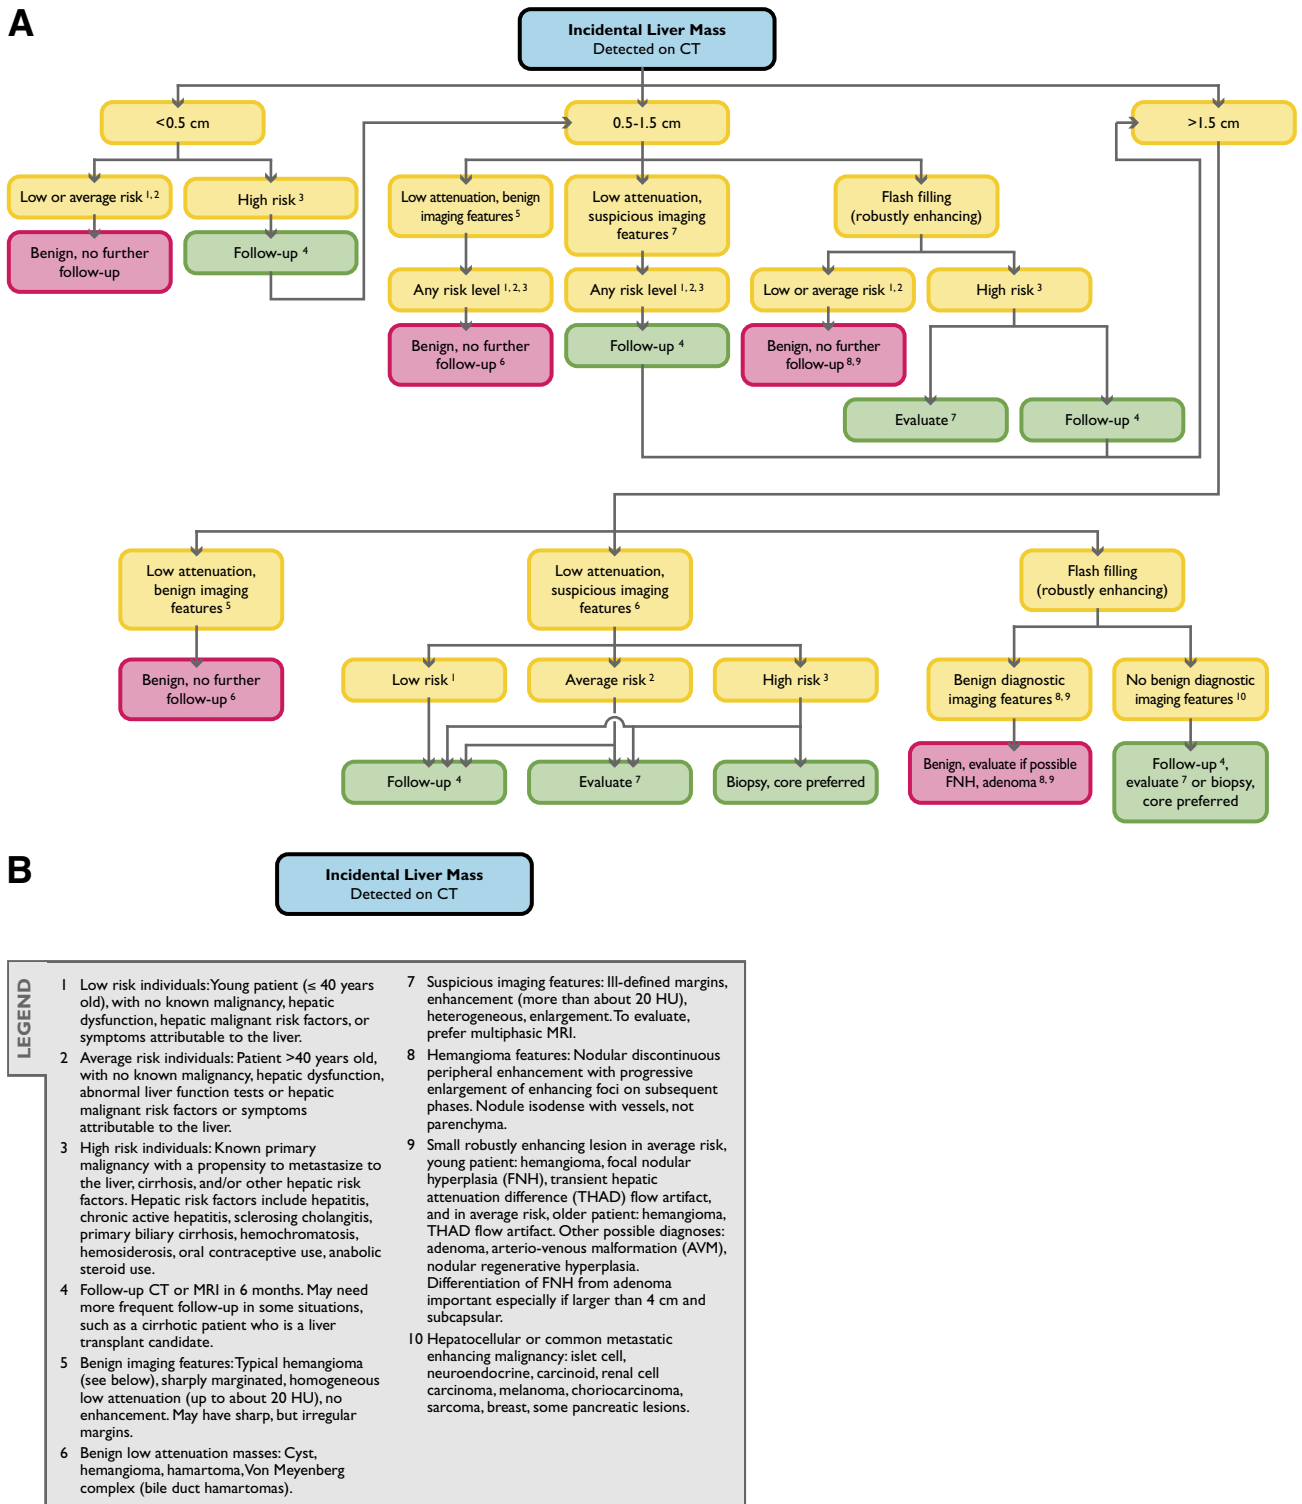 A
Incidental Liver Mass
Detected on CT
<0.5 cm
0.5-1.5 cm
>1.5 cm
Low or average risk 1, 2
High risk 3
Low attenuation, benign
imaging features 5
Low attenuation,
suspicious imaging
features 7
Flash filling
(robustly enhancing)
Benign, no further
follow-up
Follow-up 4
Any risk level 1, 2, 3
Any risk level 1, 2, 3
Low or average risk 1, 2
High risk 3
Benign, no further
follow-up 6
Follow-up 4
Benign, no further
follow-up 8, 9
Evaluate 7
Follow-up 4
Low attenuation,
benign imaging
features 5
Low attenuation,
suspicious imaging
features 6
Flash filling
(robustly enhancing)
Benign, no further
follow-up 6
Low risk 1
Average risk 2
High risk 3
Benign diagnostic
imaging features 8, 9
No benign diagnostic
imaging features 10
Follow-up 4
Evaluate 7
Biopsy, core preferred
Benign, evaluate if possible
FNH, adenoma 8, 9
Follow-up 4,
evaluate 7 or biopsy,
core preferred
B
Incidental Liver Mass
Detected on CT
LEGEND
1 Low risk individuals: Young patient (≤ 40 years
old), with no known malignancy, hepatic
dysfunction, hepatic malignant risk factors, or
symptoms attributable to the liver.
2 Average risk individuals: Patient >40 years old,
with no known malignancy, hepatic dysfunction,
abnormal liver function tests or hepatic
malignant risk factors or symptoms
attributable to the liver.
3 High risk individuals: Known primary
malignancy with a propensity to metastasize to
the liver, cirrhosis, and/or other hepatic risk
factors. Hepatic risk factors include hepatitis,
chronic active hepatitis, sclerosing cholangitis,
primary biliary cirrhosis, hemochromatosis,
hemosiderosis, oral contraceptive use, anabolic
steroid use.
4 Follow-up CT or MRI in 6 months. May need
more frequent follow-up in some situations,
such as a cirrhotic patient who is a liver
transplant candidate.
5 Benign imaging features: Typical hemangioma
(see below), sharply marginated, homogeneous
low attenuation (up to about 20 HU), no
enhancement. May have sharp, but irregular
margins.
6 Benign low attenuation masses: Cyst,
hemangioma, hamartoma, Von Meyenberg
complex (bile duct hamartomas).
7 Suspicious imaging features: Ill-defined margins,
enhancement (more than about 20 HU),
heterogeneous, enlargement. To evaluate,
prefer multiphasic MRI.
8 Hemangioma features: Nodular discontinuous
peripheral enhancement with progressive
enlargement of enhancing foci on subsequent
phases. Nodule isodense with vessels, not
parenchyma.
9 Small robustly enhancing lesion in average risk,
young patient: hemangioma, focal nodular
hyperplasia (FNH), transient hepatic
attenuation difference (THAD) flow artifact,
and in average risk, older patient: hemangioma,
THAD flow artifact. Other possible diagnoses:
adenoma, arterio-venous malformation (AVM),
nodular regenerative hyperplasia.
Differentiation of FNH from adenoma
important especially if larger than 4 cm and
subcapsular.
10 Hepatocellular or common metastatic
enhancing malignancy: islet cell,
neuroendocrine, carcinoid, renal cell
carcinoma, melanoma, choriocarcinoma,
sarcoma, breast, some pancreatic lesions.